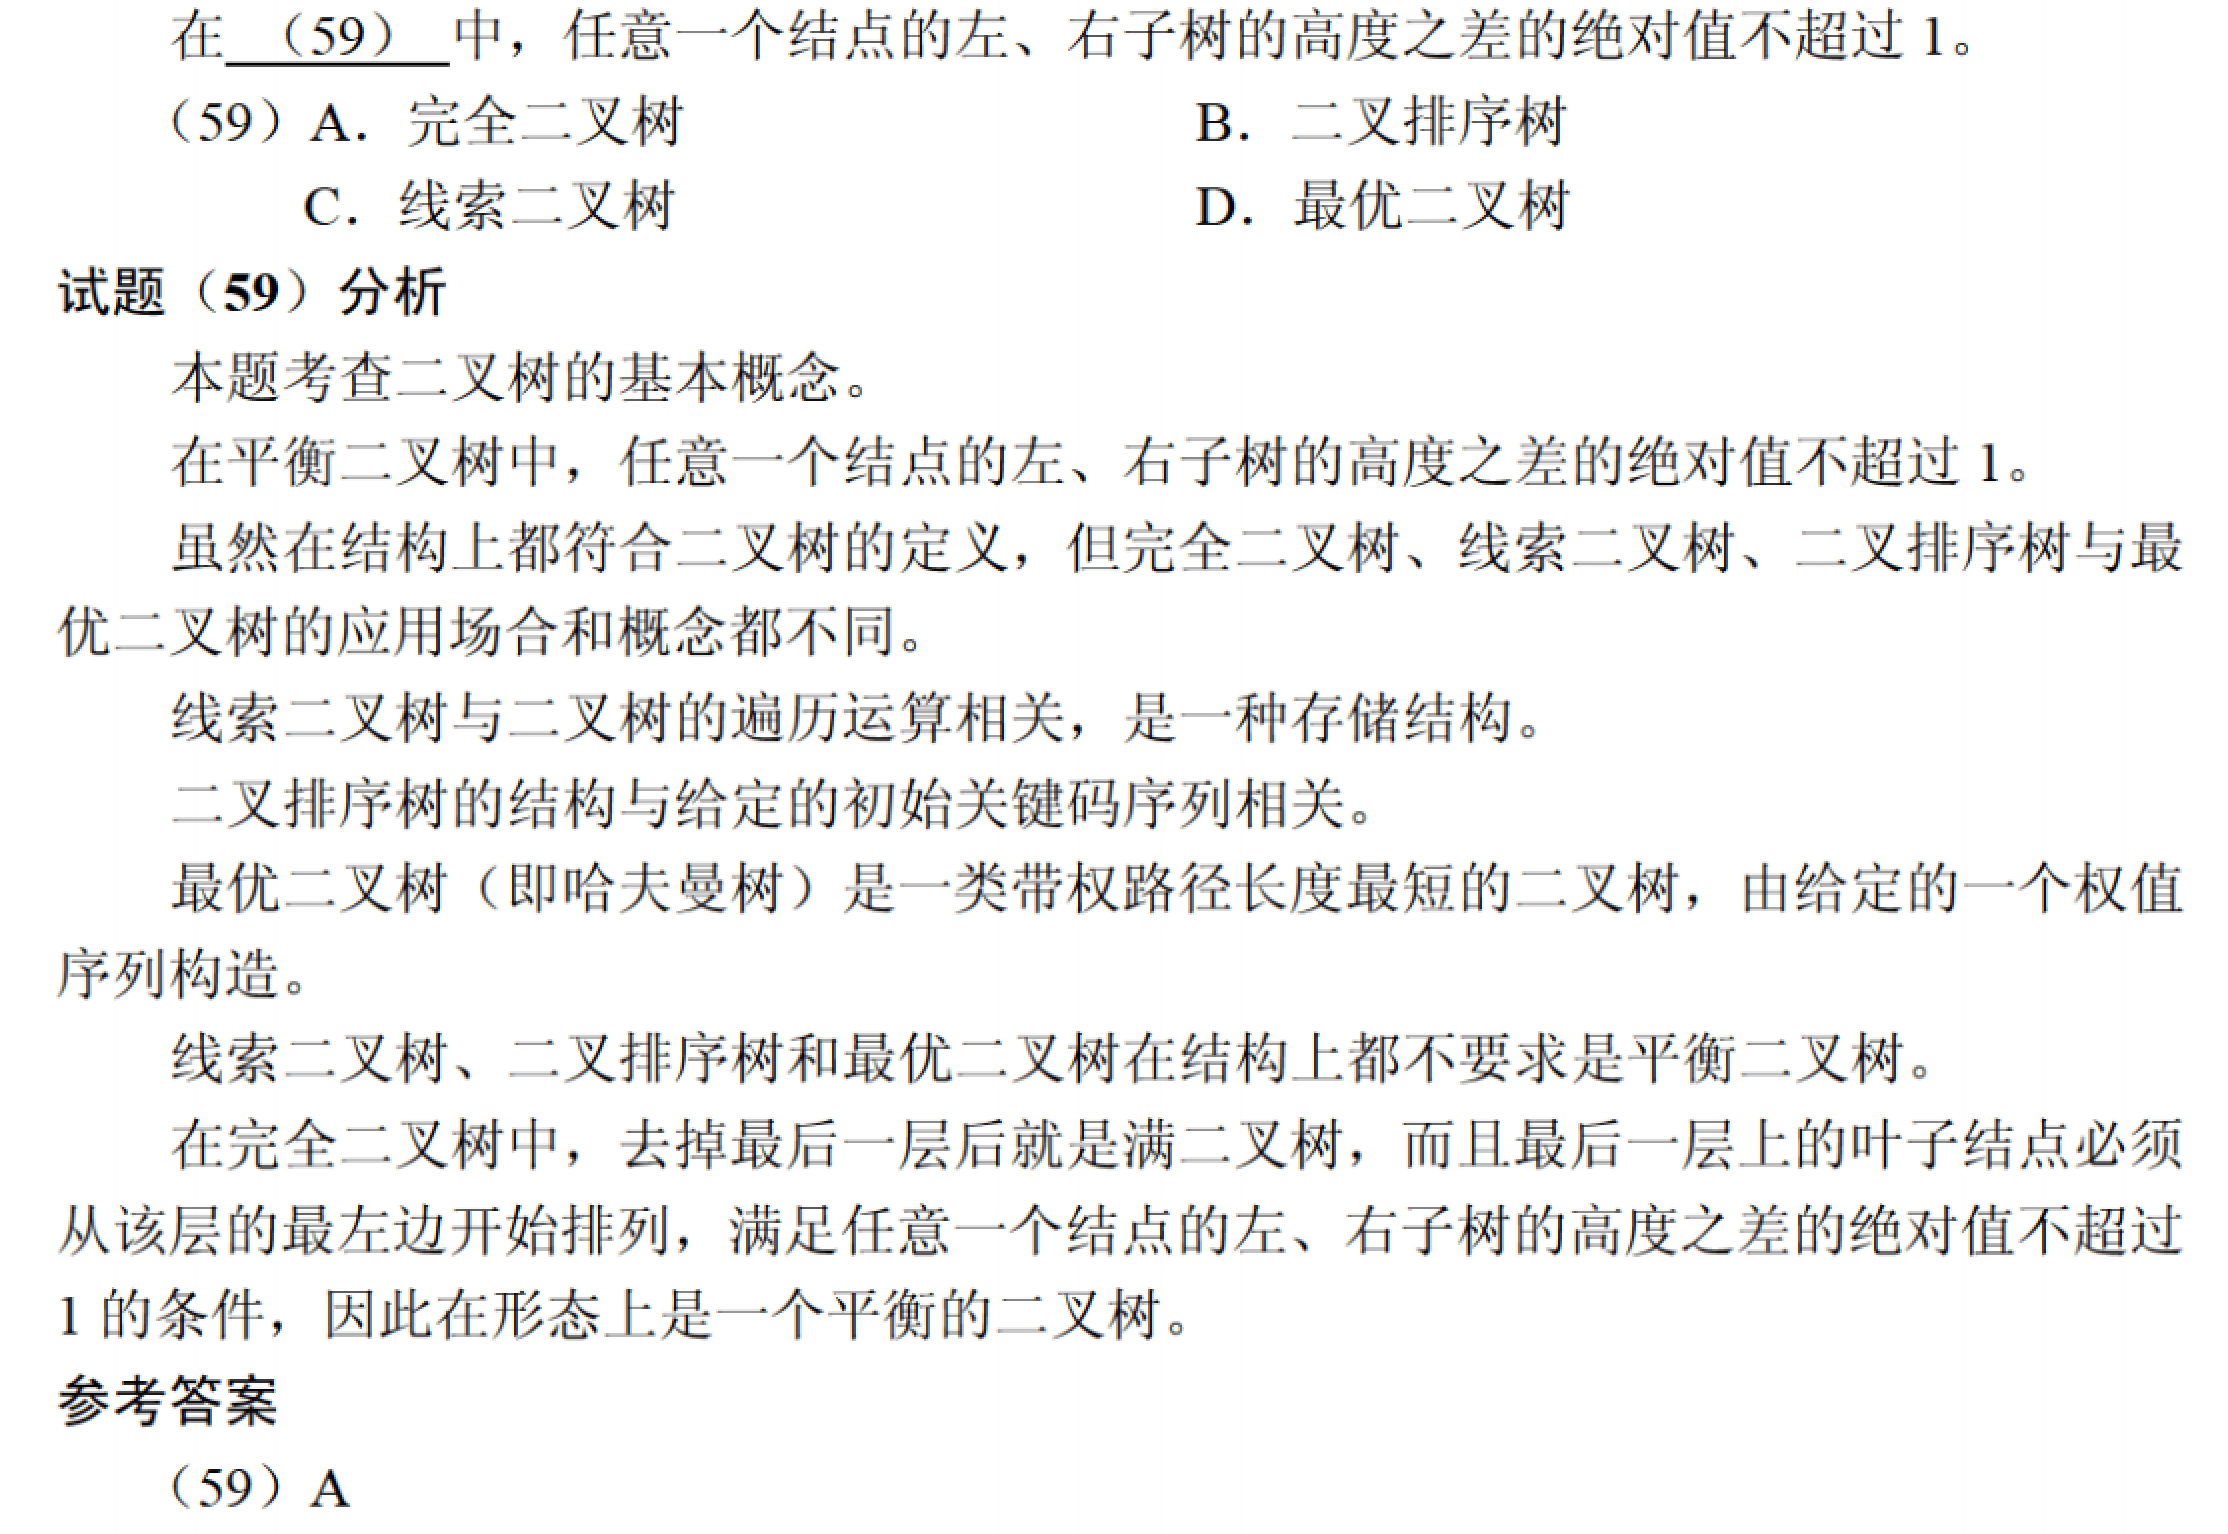 在 （59） 中，任意一个结点的左、右子树的高度之差的绝对值不超过 1。
（59）A．完全二叉树 B．二叉排序树
C．线索二叉树 D．最优二叉树
试题（59）分析
本题考查二叉树的基本概念。
在平衡二叉树中，任意一个结点的左、右子树的高度之差的绝对值不超过 1。
虽然在结构上都符合二叉树的定义，但完全二叉树、线索二叉树、二叉排序树与最
优二叉树的应用场合和概念都不同。
线索二叉树与二叉树的遍历运算相关，是一种存储结构。
二叉排序树的结构与给定的初始关键码序列相关。
最优二叉树（即哈夫曼树）是一类带权路径长度最短的二叉树，由给定的一个权值
序列构造。
线索二叉树、二叉排序树和最优二叉树在结构上都不要求是平衡二叉树。
在完全二叉树中，去掉最后一层后就是满二叉树，而且最后一层上的叶子结点必须
从该层的最左边开始排列，满足任意一个结点的左、右子树的高度之差的绝对值不超过
1 的条件，因此在形态上是一个平衡的二叉树。
参考答案
（59）A